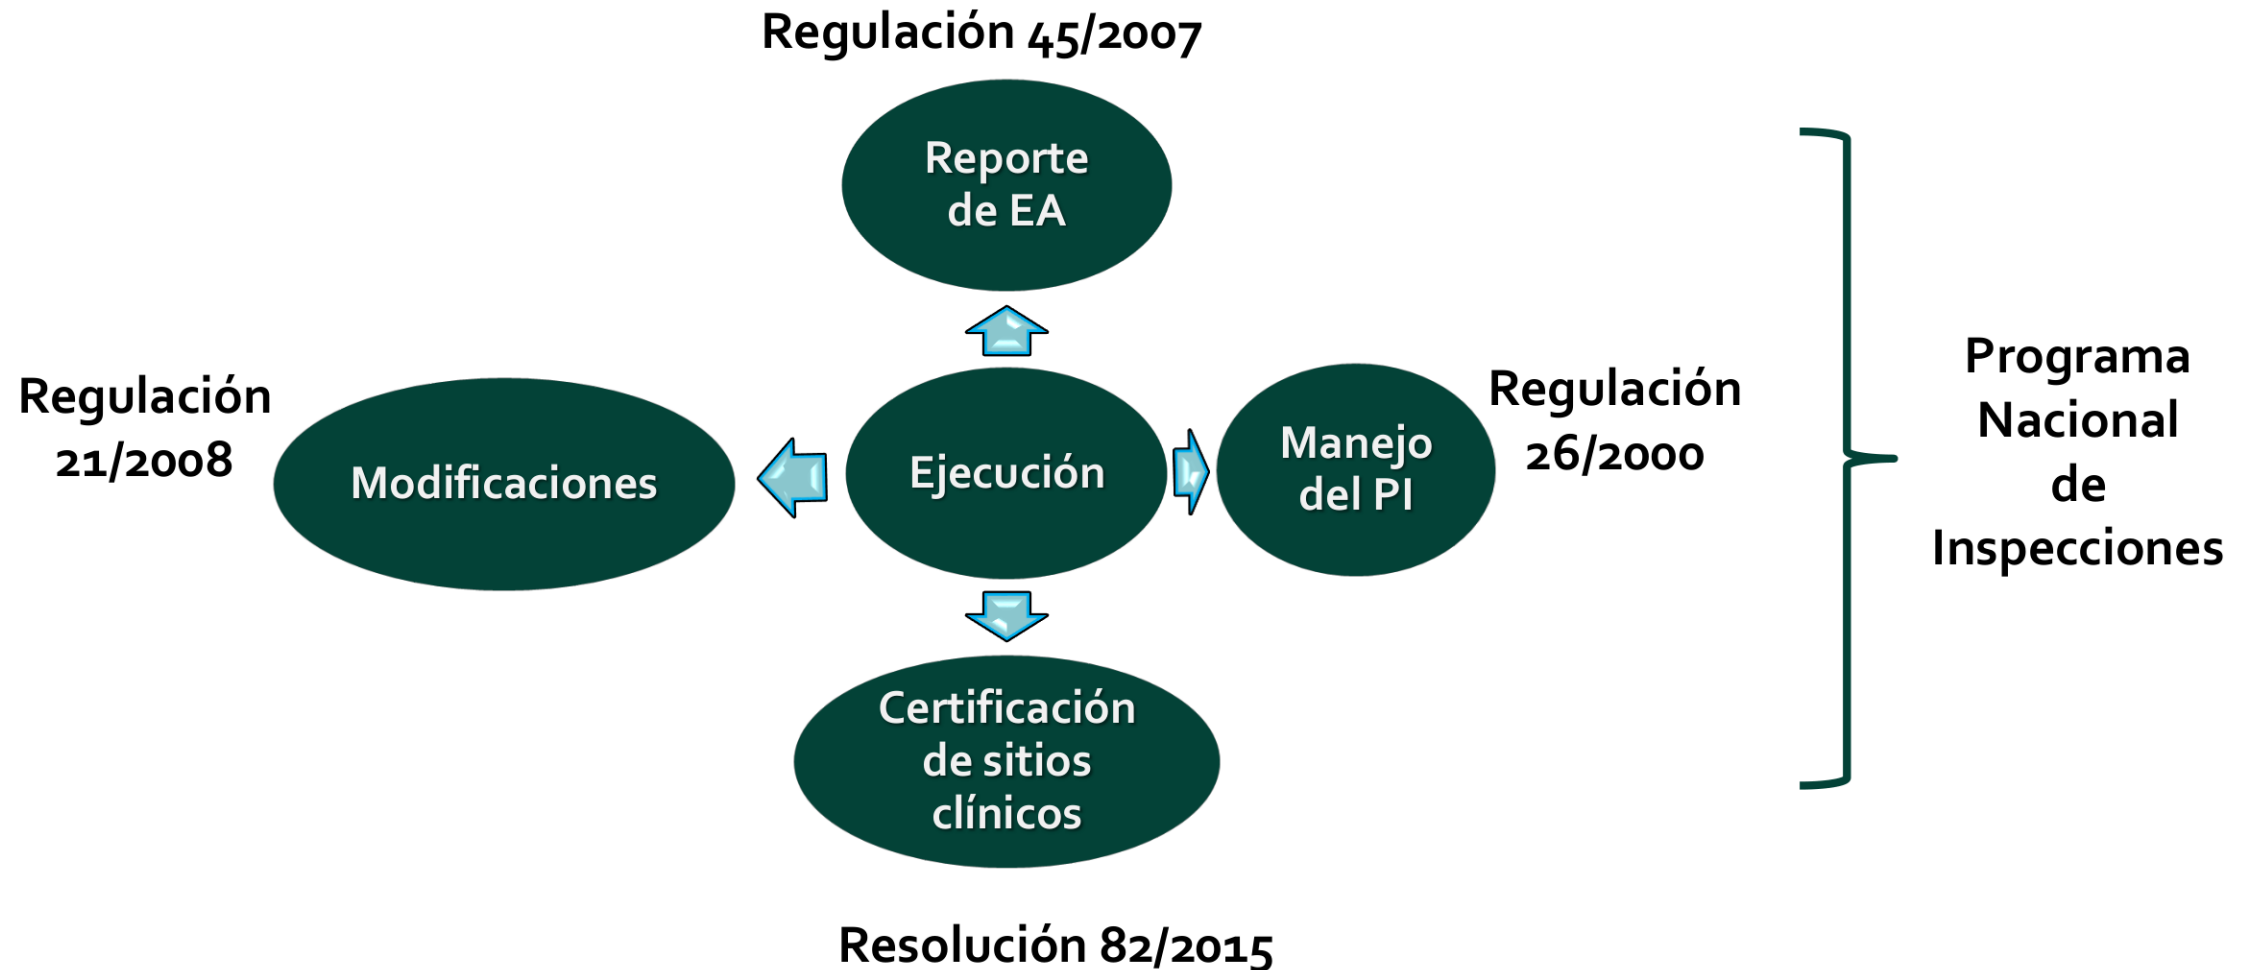 Regulación 45/2007
Reporte
de EA
Regulación
21/2008
Modificaciones
Ejecución
Manejo
del PI
Regulación
26/2000
Certificación
de sitios
clínicos
Resolución 82/2015
Programa
Nacional
de
Inspecciones